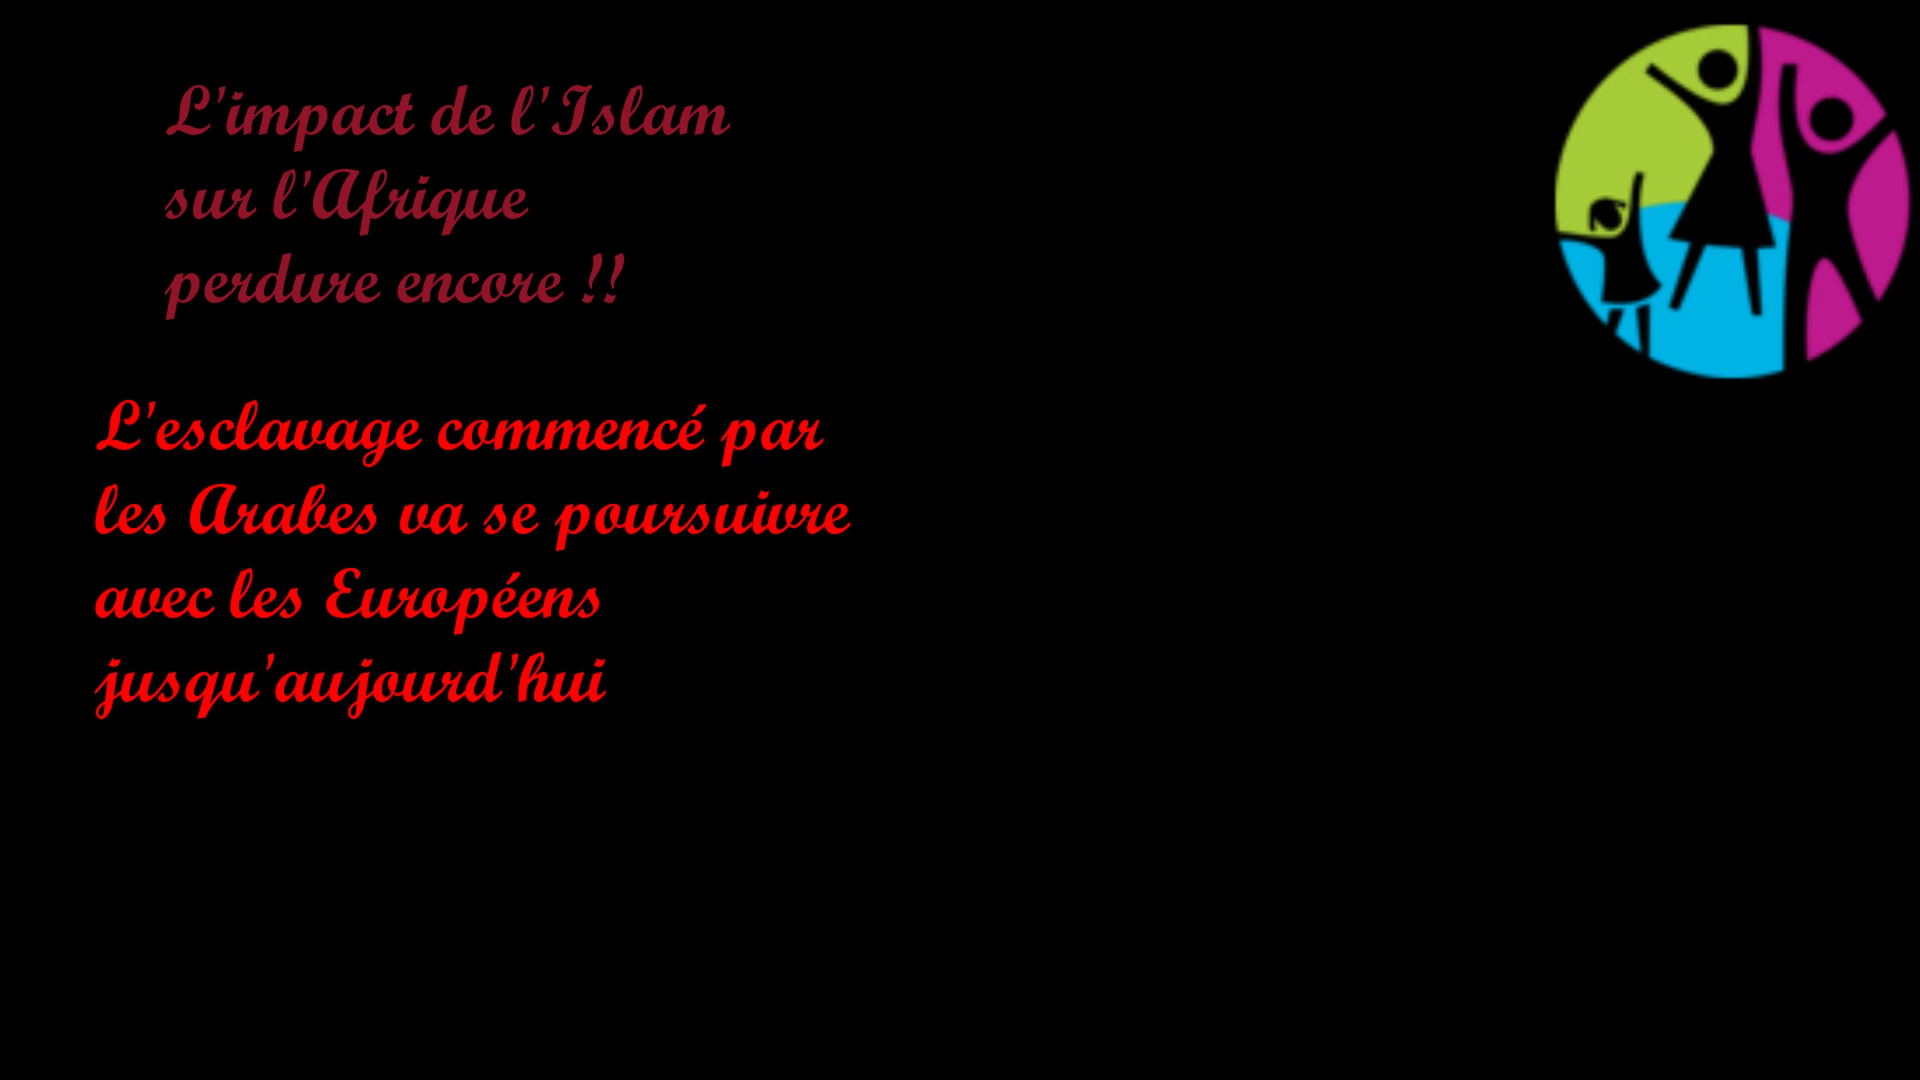 L'impact de l'Islam
sur l'Afrique
perdure encore !!
L'esclavage commencé par
les Arabes va se poursuivre
avec les Européens
jusqu'aujourd'hui